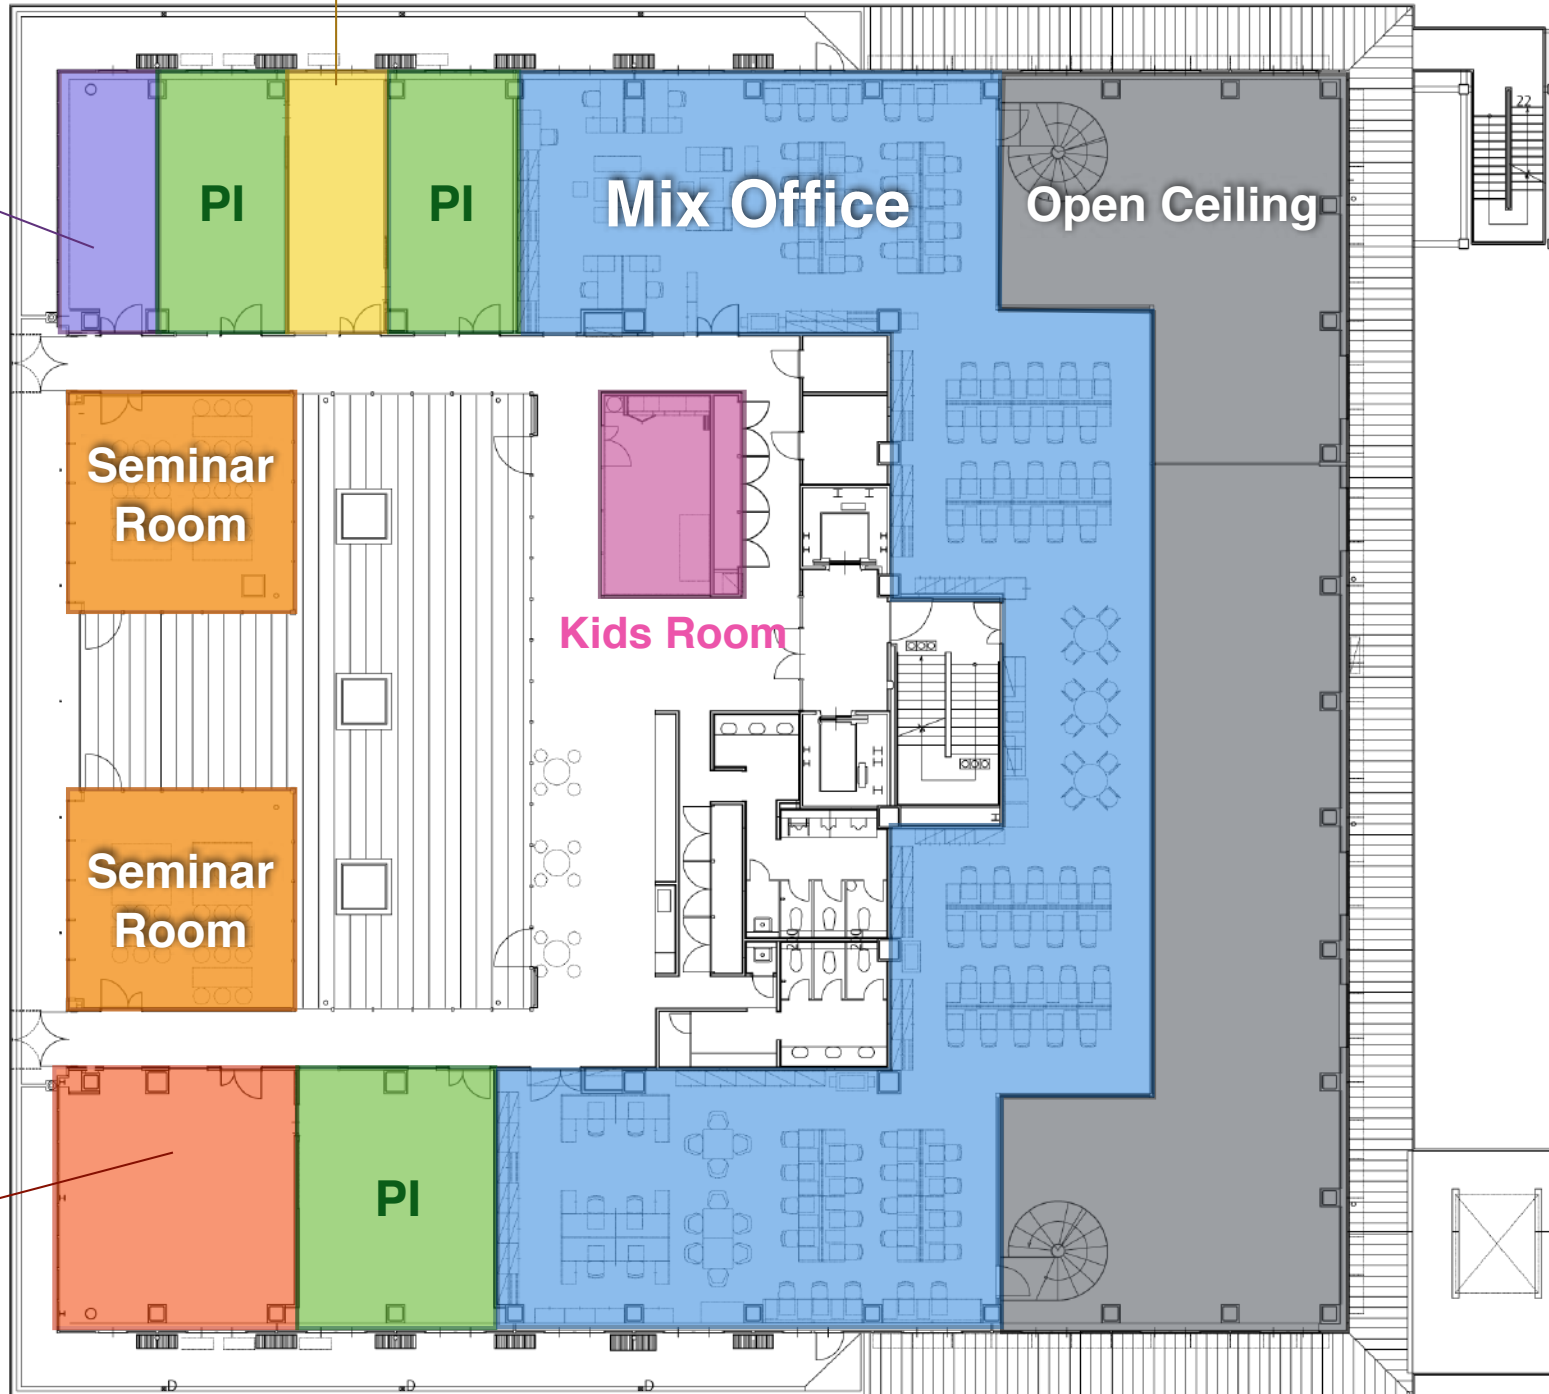 22
PI
PI
Mix Office
Open Ceiling
Seminar
Room
Kids Room
Seminar
Room
PI
D
D
D